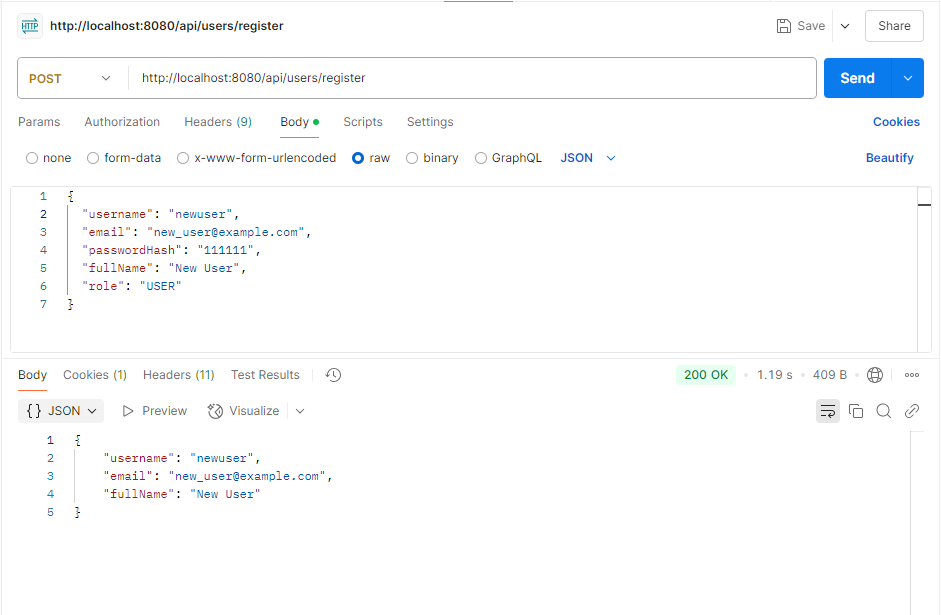 HTTP http://localhost:8080/api/users/register Save Share
POST http://localhost:8080/api/users/register Send
Params Authorization Headers (9) Body Scripts Settings Cookies
none form-data x-www-form-urlencoded raw binary GraphQL JSON Beautify
1 {
2 "username": "newuser",
3 "email": "new_user@example.com",
4 "passwordHash": "111111",
5 "fullName": "New User",
6 "role": "USER"
7 }
Body Cookies (1) Headers (11) Test Results 200 OK • 1.19 s • 409 B •
{} JSON Preview Visualize
1 {
2 "username": "newuser",
3 "email": "new_user@example.com",
4 "fullName": "New User"
5 }